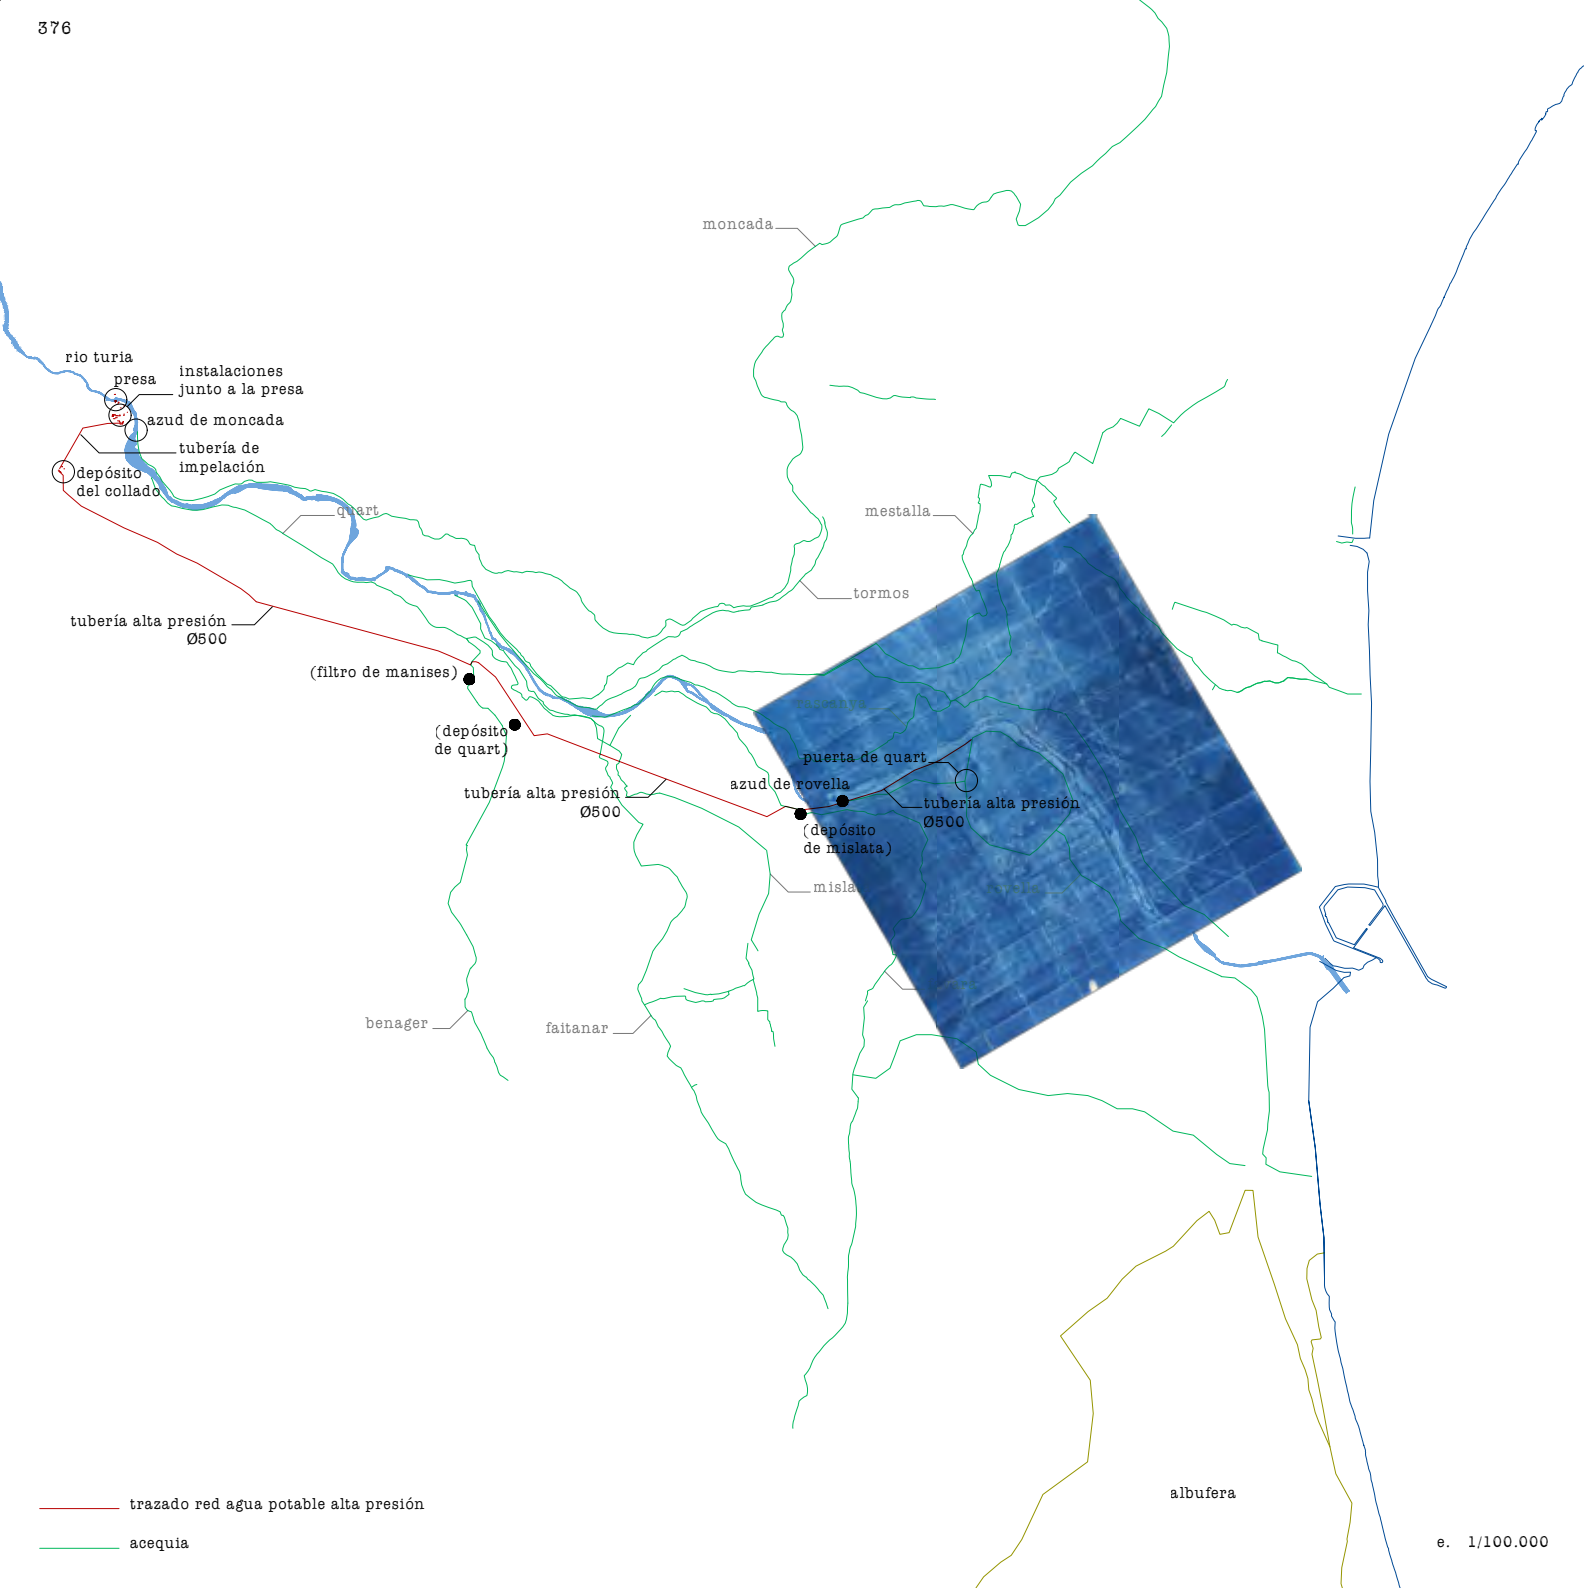 376
moncada
rio turia
presa
instalaciones
junto a la presa
azud de moncada
tubería de
impelación
depósito
del collado
quart
mestalla
tormos
tubería alta presión
Ø500
(filtro de manises)
(depósito
de quart)
puerta de quart
azud de rovella
tubería alta presión
Ø500
tubería alta presión
Ø500
(depósito
de mislata)
misla
benager
faitanar
albufera
trazado red agua potable alta presión
acequia
e. 1/100.000